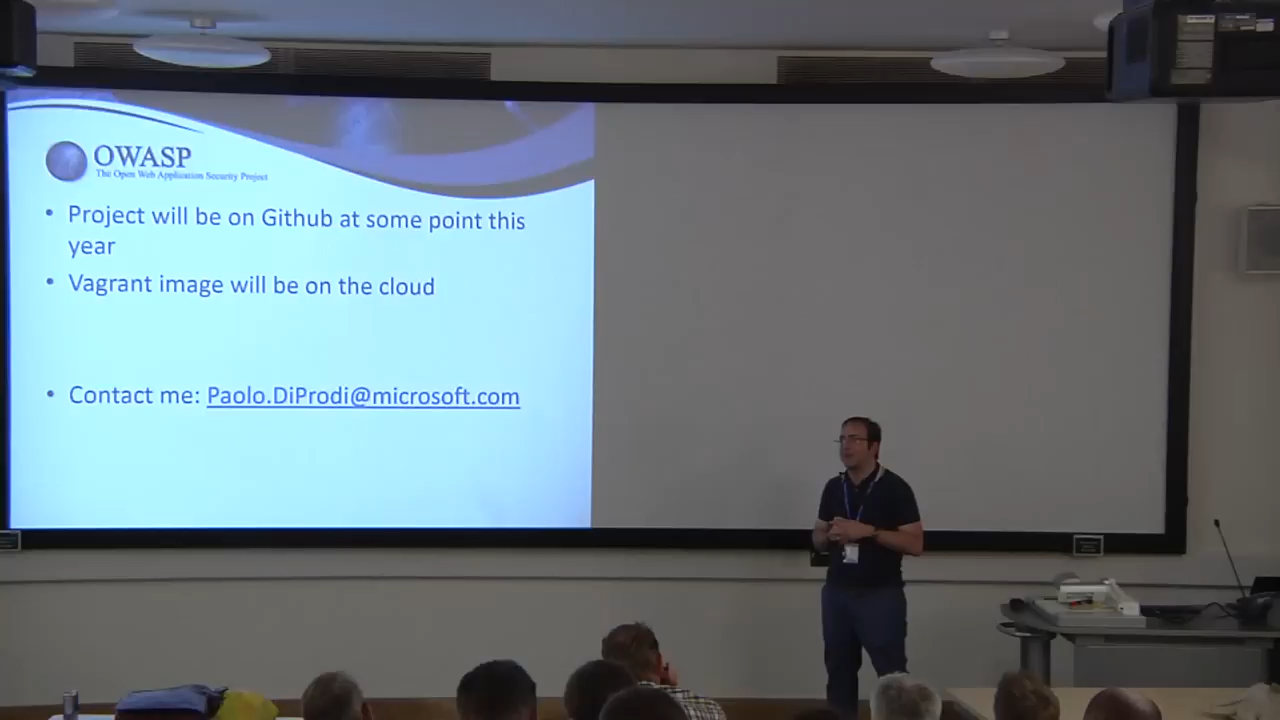 OWASP
The Open Web Application Security Project
• Project will be on Github at some point this
year
• Vagrant image will be on the cloud
• Contact me: Paolo.DiProdi@microsoft.com